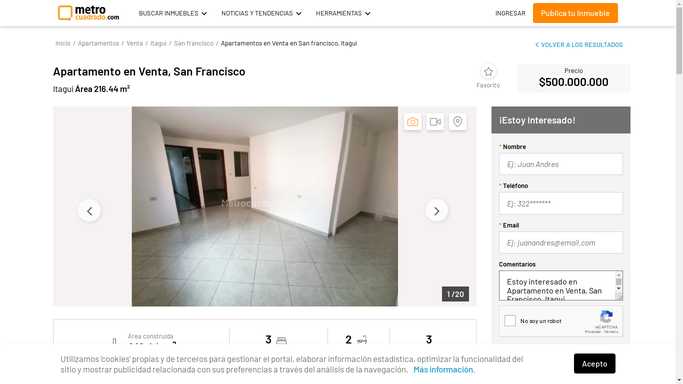 metro
cuadrado.com
BUSCAR INMUEBLES
NOTICIAS Y TENDENCIAS
HERRAMIENTAS
INGRESAR
Publica tu Inmueble
Inicio / Apartamentos / Venta / Itagui / San francisco / Apartamentos en Venta en San francisco, Itagui
VOLVER A LOS RESULTADOS
Apartamento en Venta, San Francisco
Itagui Área 216.44 m²
Favorito
Precio
$500.000.000
1 / 20
¡Estoy Interesado!
* Nombre
Ej: Juan Andres
* Teléfono
Ej: 322*******
* Email
Ej: juanandres@email.com
Comentarios
Estoy interesado en
Apartamento en Venta, San
Francisco, Itagui
No soy un robot
reCAPTCHA
Privacidad - Términos
Área construida
3
2
3
Utilizamos 'cookies' propias y de terceros para gestionar el portal, elaborar información estadística, optimizar la funcionalidad del
sitio y mostrar publicidad relacionada con sus preferencias a través del análisis de la navegación. Más información.
Acepto